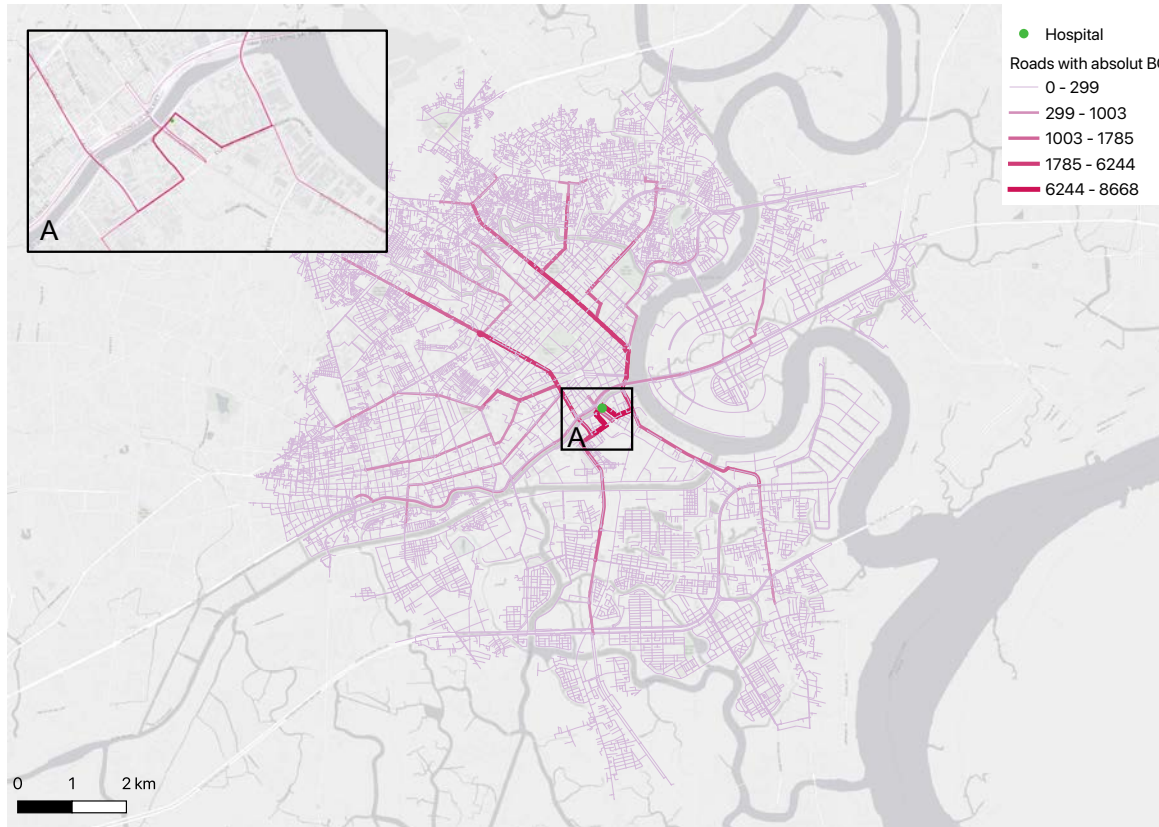 Hospital
Roads with absolut B
0 - 299
299 - 1003
1003 - 1785
1785 - 6244
6244 - 8668
A
A
0 1 2 km